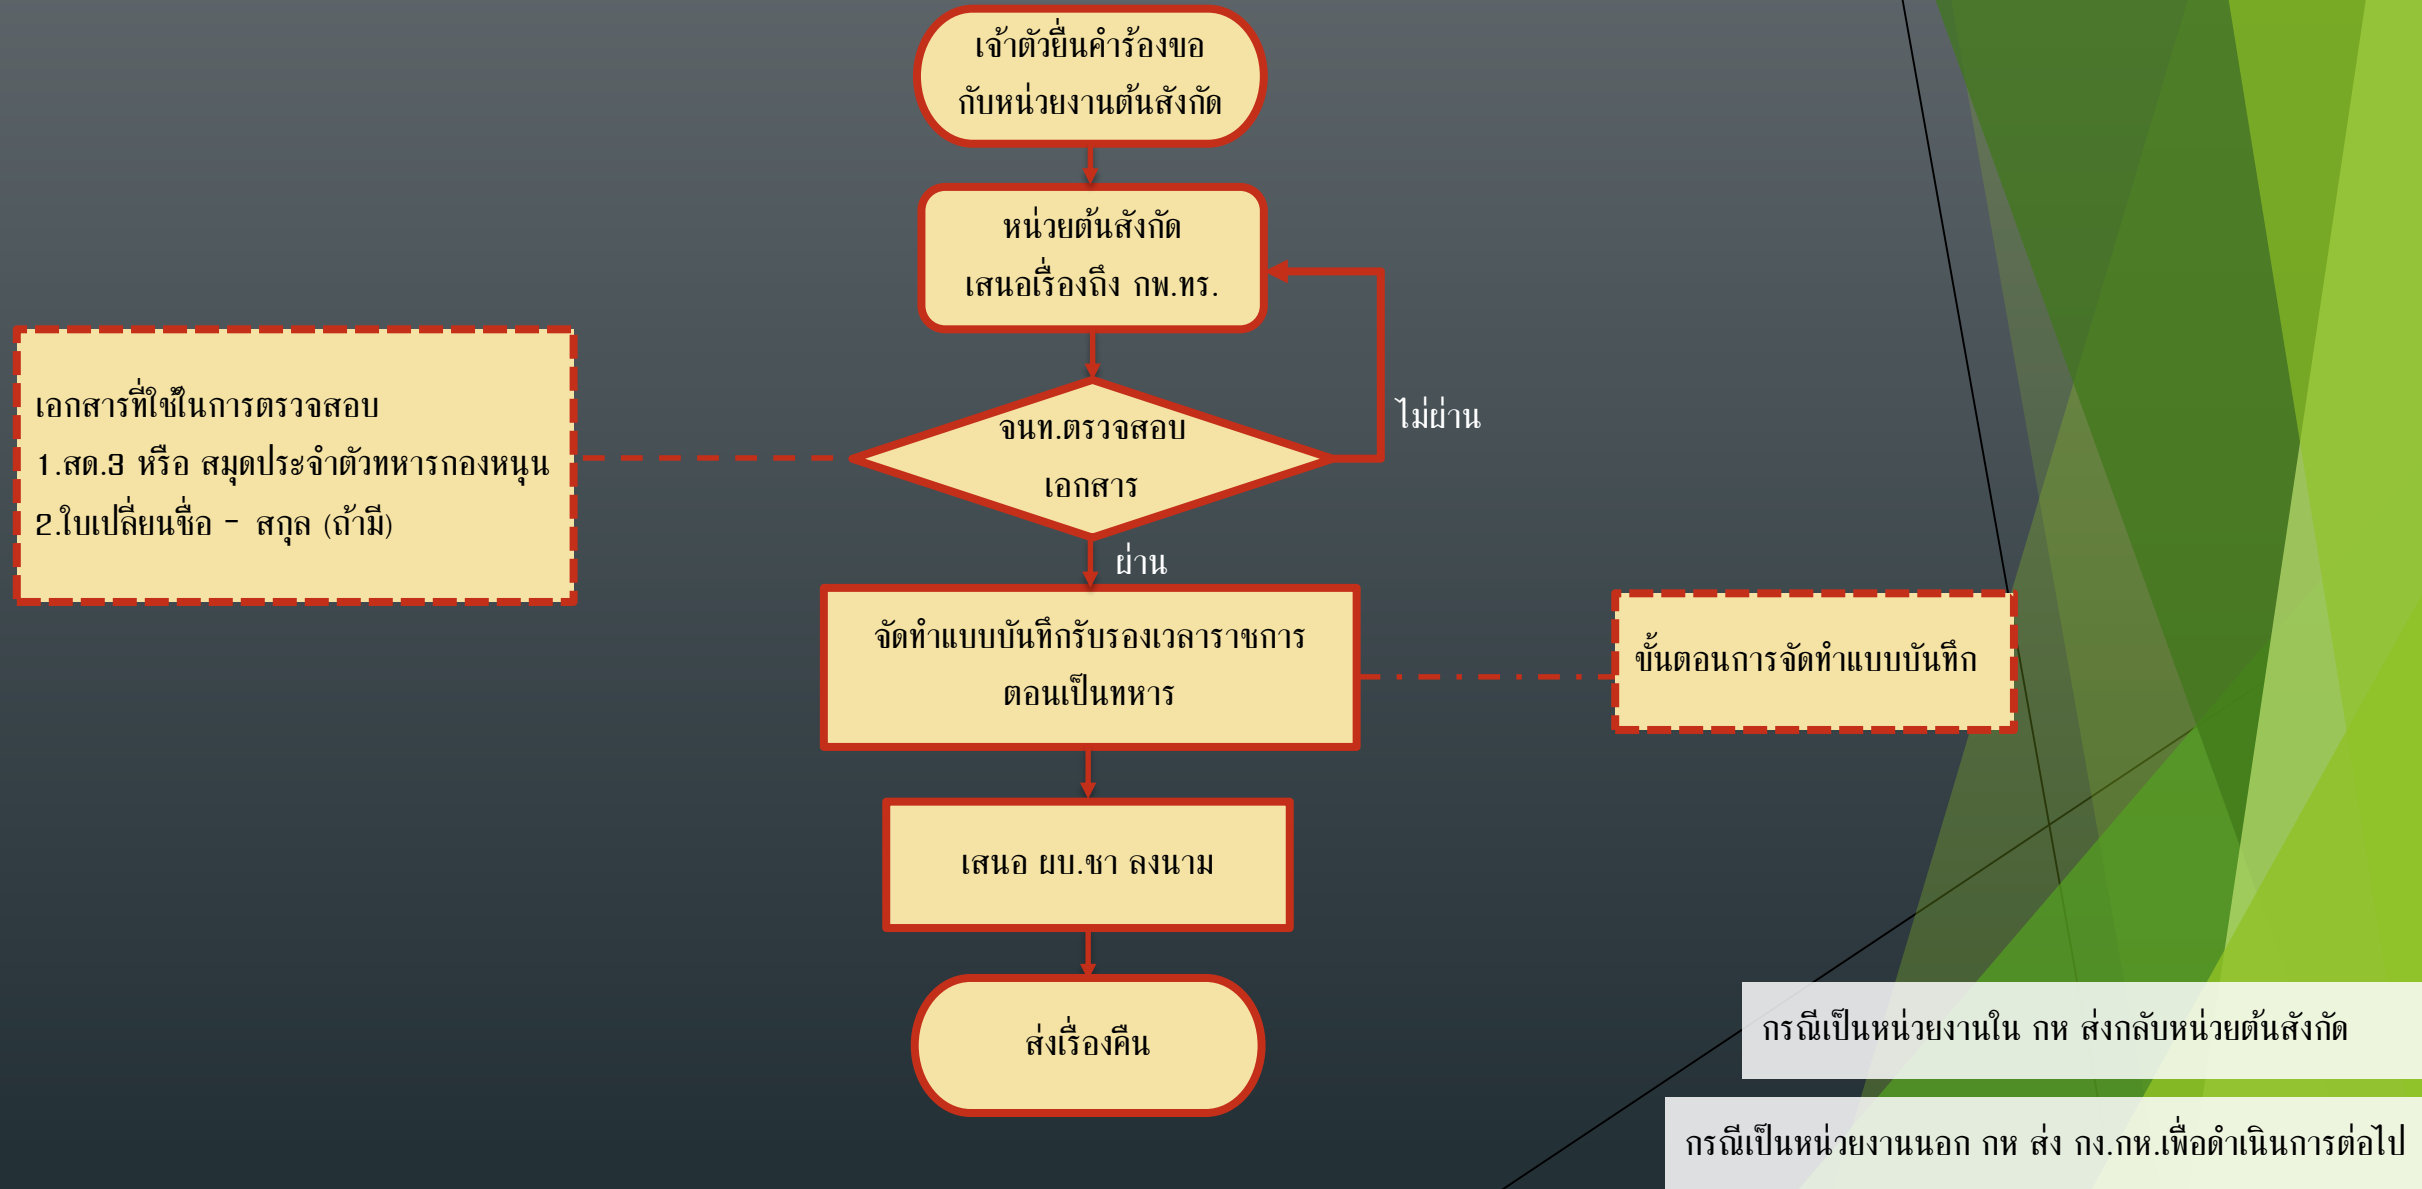 เจ้าตัวยื่นคำร้องขอ
กับหน่วยงานต้นสังกัด
หน่วยต้นสังกัด
เสนอเรื่องถึง กพ.ทร.
เอกสารที่ใช้ในการตรวจสอบ
1.สด.3 หรือ สมุดประจำตัวทหารกองหนุน
2.ใบเปลี่ยนชื่อ - สกุล (ถ้ามี)
จนท.ตรวจสอบ
เอกสาร
ไม่ผ่าน
ผ่าน
จัดทำแบบบันทึกรับรองเวลาราชการ
ตอนเป็นทหาร
ขั้นตอนการจัดทำแบบบันทึก
เสนอ ผบ.ชา ลงนาม
ส่งเรื่องคืน
กรณีเป็นหน่วยงานใน กห ส่งกลับหน่วยต้นสังกัด
กรณีเป็นหน่วยงานนอก กห ส่ง กง.กห.เพื่อดำเนินการต่อไป